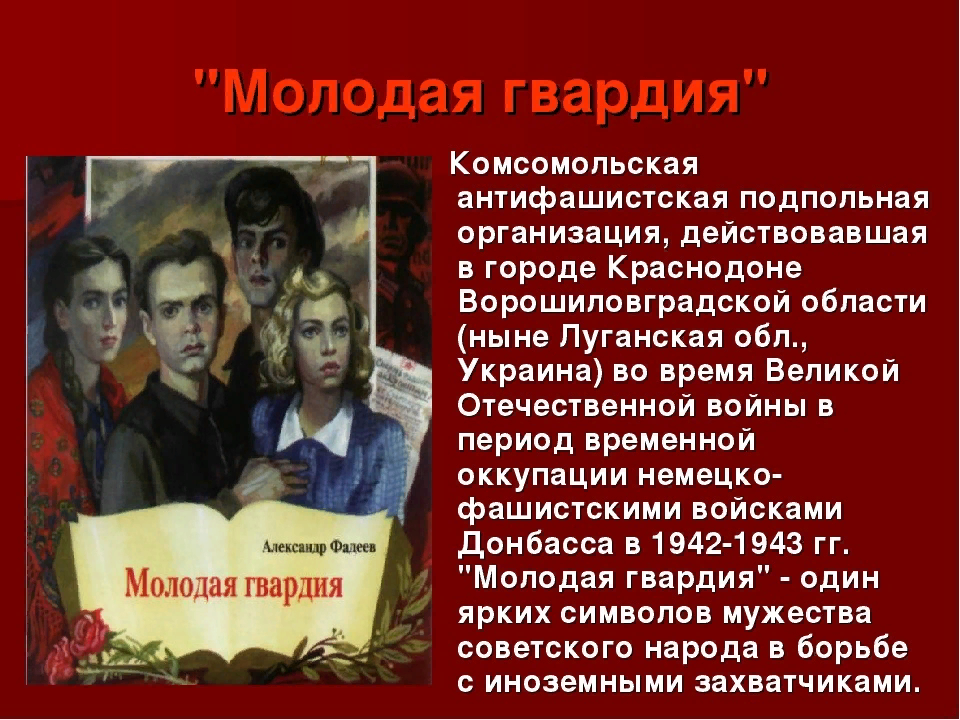 "Молодая гвардия"
Комсомольская
антифашистская подпольная
организация, действовавшая
в городе Краснодоне
Ворошиловградской области
(ныне Луганская обл.,
Украина) во время Великой
Отечественной войны в
период временной
оккупации немецко-
фашистскими войсками
Донбасса в 1942-1943 гг.
"Молодая гвардия" - один
ярких символов мужества
советского народа в борьбе
с иноземными захватчиками.
Александр Фадеев
Молодая гвардия